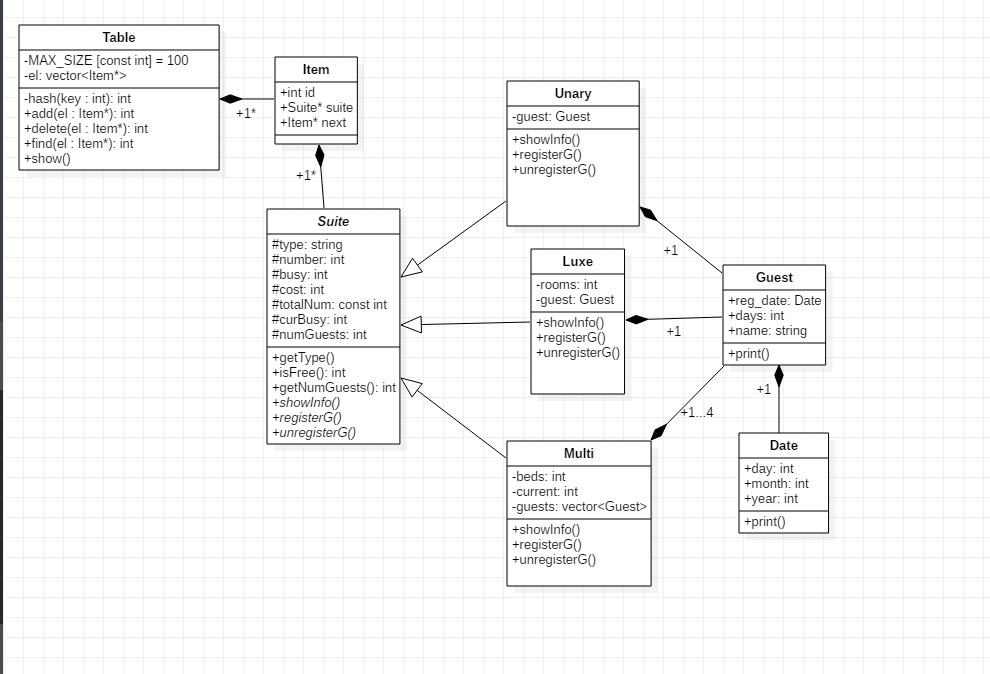 Table
-MAX_SIZE [const int] = 100
-el: vector<Item*>
-hash(key : int): int
+add(el : Item*): int
+delete(el : Item*): int
+find(el : Item*): int
+show()
+1*
Item
+int id
+Suite* suite
+Item* next
+1*
Suite
#type: string
#number: int
#busy: int
#cost: int
#totalNum: const int
#curBusy: int
#numGuests: int
+getType()
+isFree(): int
+getNumGuests(): int
+showInfo()
+registerG()
+unregisterG()
Unary
-guest: Guest
+showInfo()
+registerG()
+unregisterG()
+1
Luxe
-rooms: int
-guest: Guest
+showInfo()
+registerG()
+unregisterG()
+1
Multi
-beds: int
-current: int
-guests: vector<Guest>
+showInfo()
+registerG()
+unregisterG()
+1...4
Guest
+reg_date: Date
+days: int
+name: string
+print()
+1
Date
+day: int
+month: int
+year: int
+print()